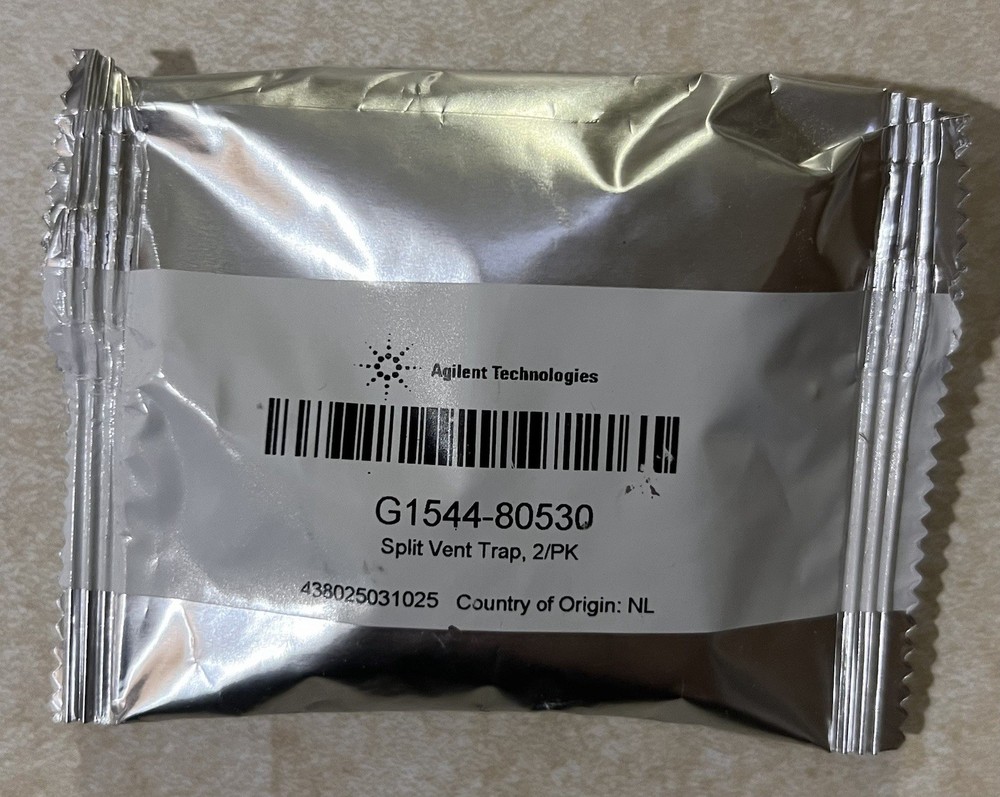 Agilent Technologies
G1544-80530
Split Vent Trap, 2/PK
438025031025 Country of Origin: NL